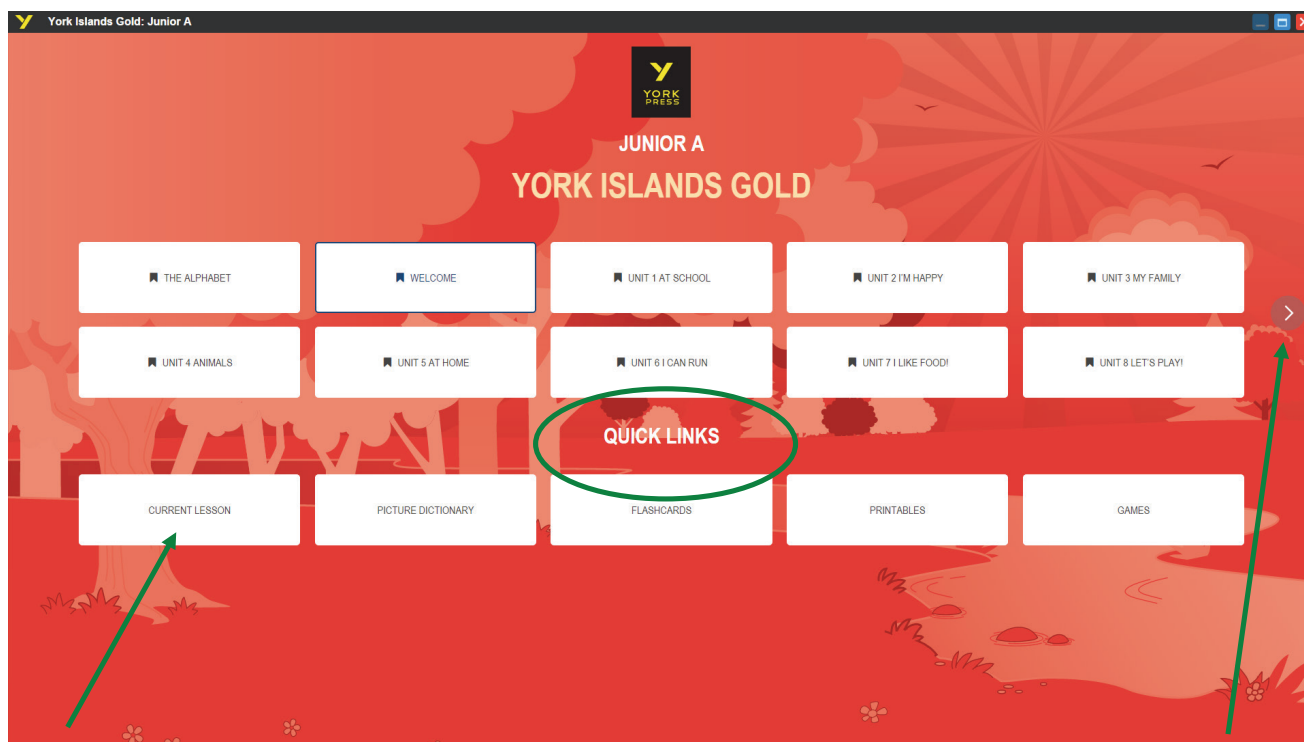 York Islands Gold: Junior A
YORK
PRESS
JUNIOR A
YORK ISLANDS GOLD
THE ALPHABET
WELCOME
UNIT 1 AT SCHOOL
UNIT 2 I'M HAPPY
UNIT 3 MY FAMILY
UNIT 4 ANIMALS
UNIT 5 AT HOME
UNIT 6 I CAN RUN
UNIT 7 I LIKE FOOD!
UNIT 8 LET'S PLAY!
QUICK LINKS
CURRENT LESSON
PICTURE DICTIONARY
FLASHCARDS
PRINTABLES
GAMES